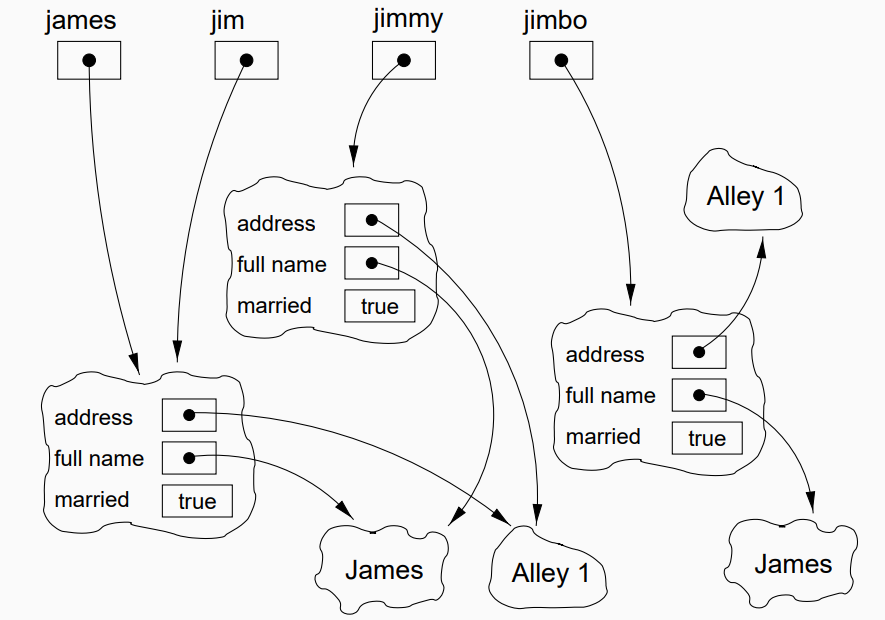 james
jim
jimmy
jimbo
address
full name
married
true
Alley 1
address
full name
married
true
address
full name
married
true
James
Alley 1
James